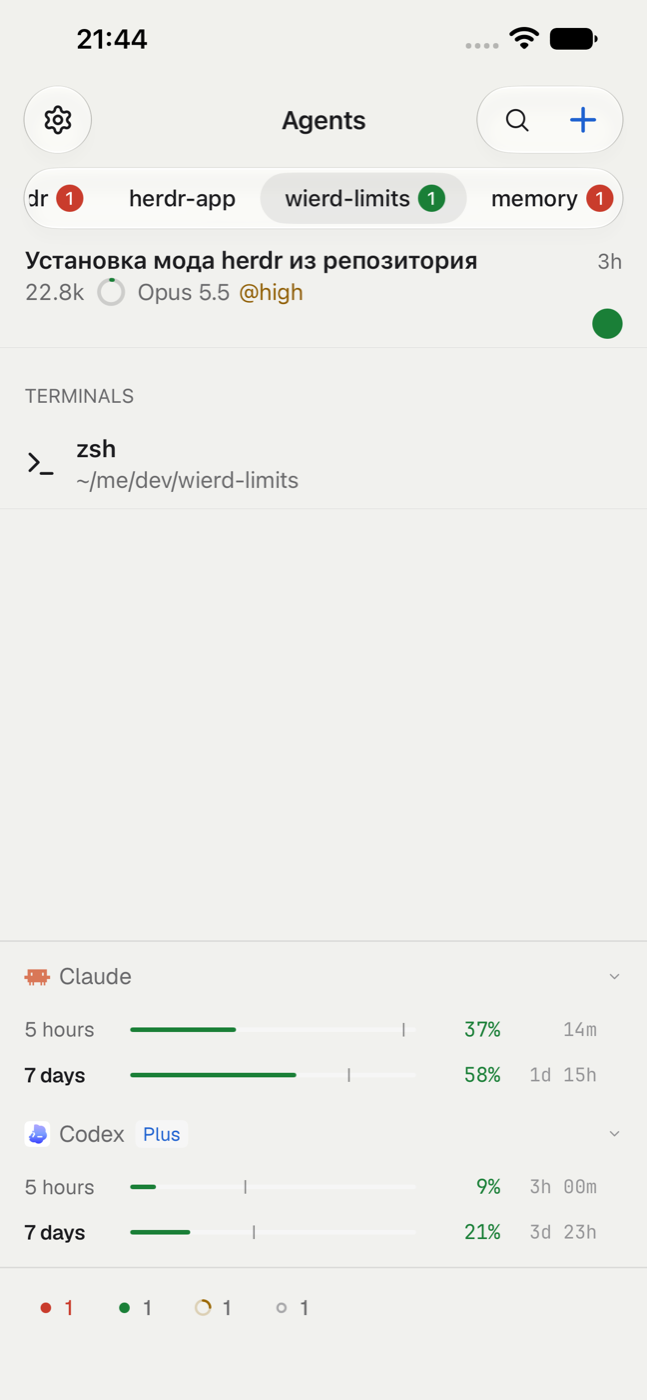 21:44
Agents
dr 1 herdr-app wierd-limits 1 memory 1
Установка мода herdr из репозитория 3h
22.8k Opus 5.5 @high
TERMINALS
zsh
~/me/dev/wierd-limits
Claude
5 hours 37% 14m
7 days 58% 1d 15h
Codex Plus
5 hours 9% 3h 00m
7 days 21% 3d 23h
1 1 1 1